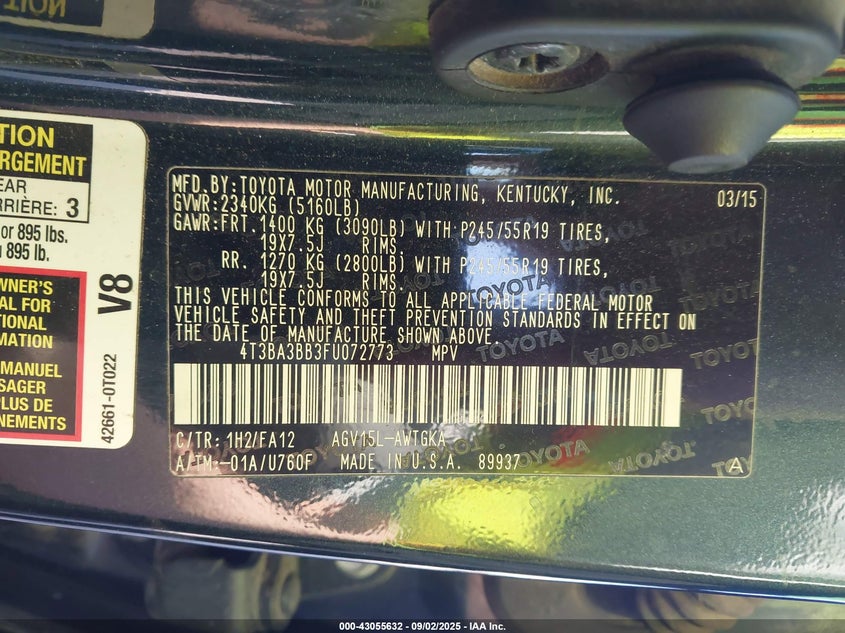 TION
TION
RGEMENT
EAR
RRIÈRE: 3
or 895 lbs.
u 895 lb.
WNER'S
AL FOR
TIONAL
RMATION
MANUEL
SSAGER
PLUS DE
GNEMENTS
V8
42661-0T022
MFD.BY:TOYOTA MOTOR MANUFACTURING, KENTUCKY, INC. 03/15
GVWR:2340KG (5160LB)
GAWR:FRT.1400 KG (3090LB) WITH P245/55R19 TIRES,
19X7.5J RIMS.
RR. 1270 KG (2800LB) WITH P245/55R19 TIRES,
19X7.5J RIMS.
THIS VEHICLE CONFORMS TO ALL APPLICABLE FEDERAL MOTOR
VEHICLE SAFETY AND THEFT PREVENTION STANDARDS IN EFFECT ON
THE DATE OF MANUFACTURE SHOWN ABOVE.
4T3BA3BB3FU072773 MPV
C/TR: 1H2/FA12 AGV15L-AWTGKA
A/TM:-01A/U760F MADE IN U.S.A. 89937
A
000-43055632 - 09/02/2025 - IAA Inc.